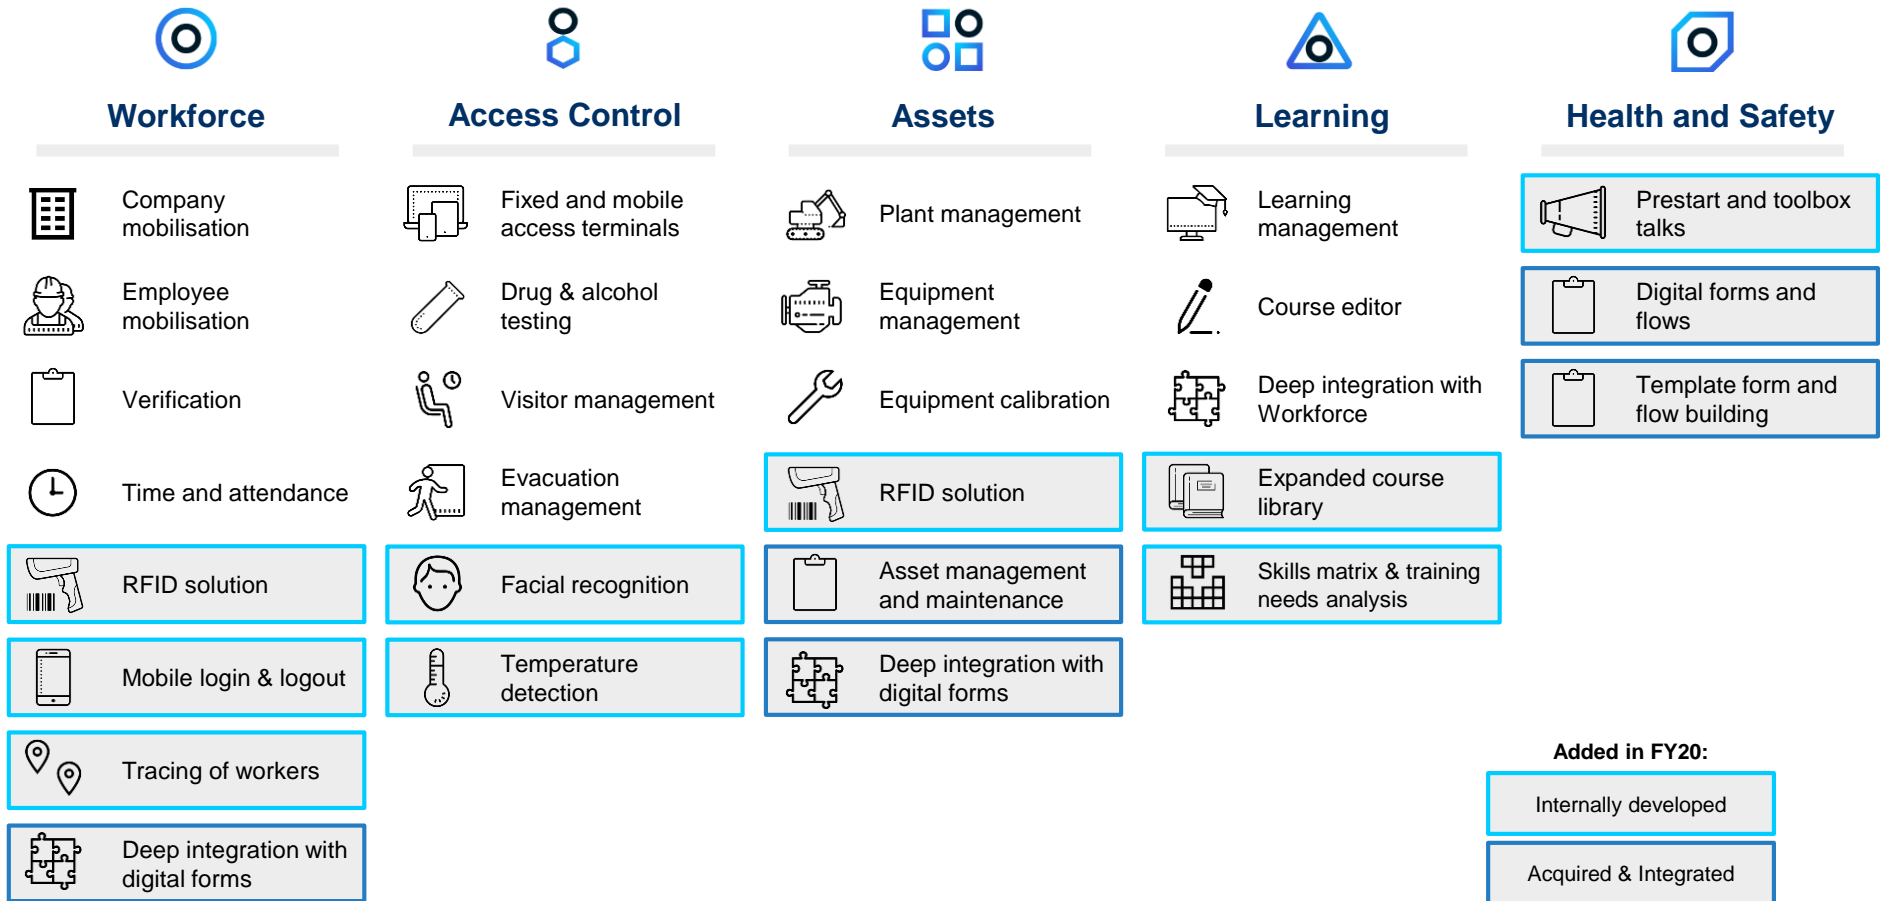 Workforce
Company
mobilisation
Employee
mobilisation
Verification
Time and attendance
RFID solution
Mobile login & logout
Tracing of workers
Deep integration with
digital forms
Access Control
Fixed and mobile
access terminals
Drug & alcohol
testing
Visitor management
Evacuation
management
Facial recognition
Temperature
detection
Assets
Plant management
Equipment
management
Equipment calibration
RFID solution
Asset management
and maintenance
Deep integration with
digital forms
Learning
Learning
management
Course editor
Deep integration with
Workforce
Expanded course
library
Skills matrix & training
needs analysis
Health and Safety
Prestart and toolbox
talks
Digital forms and
flows
Template form and
flow building
Added in FY20:
Internally developed
Acquired & Integrated